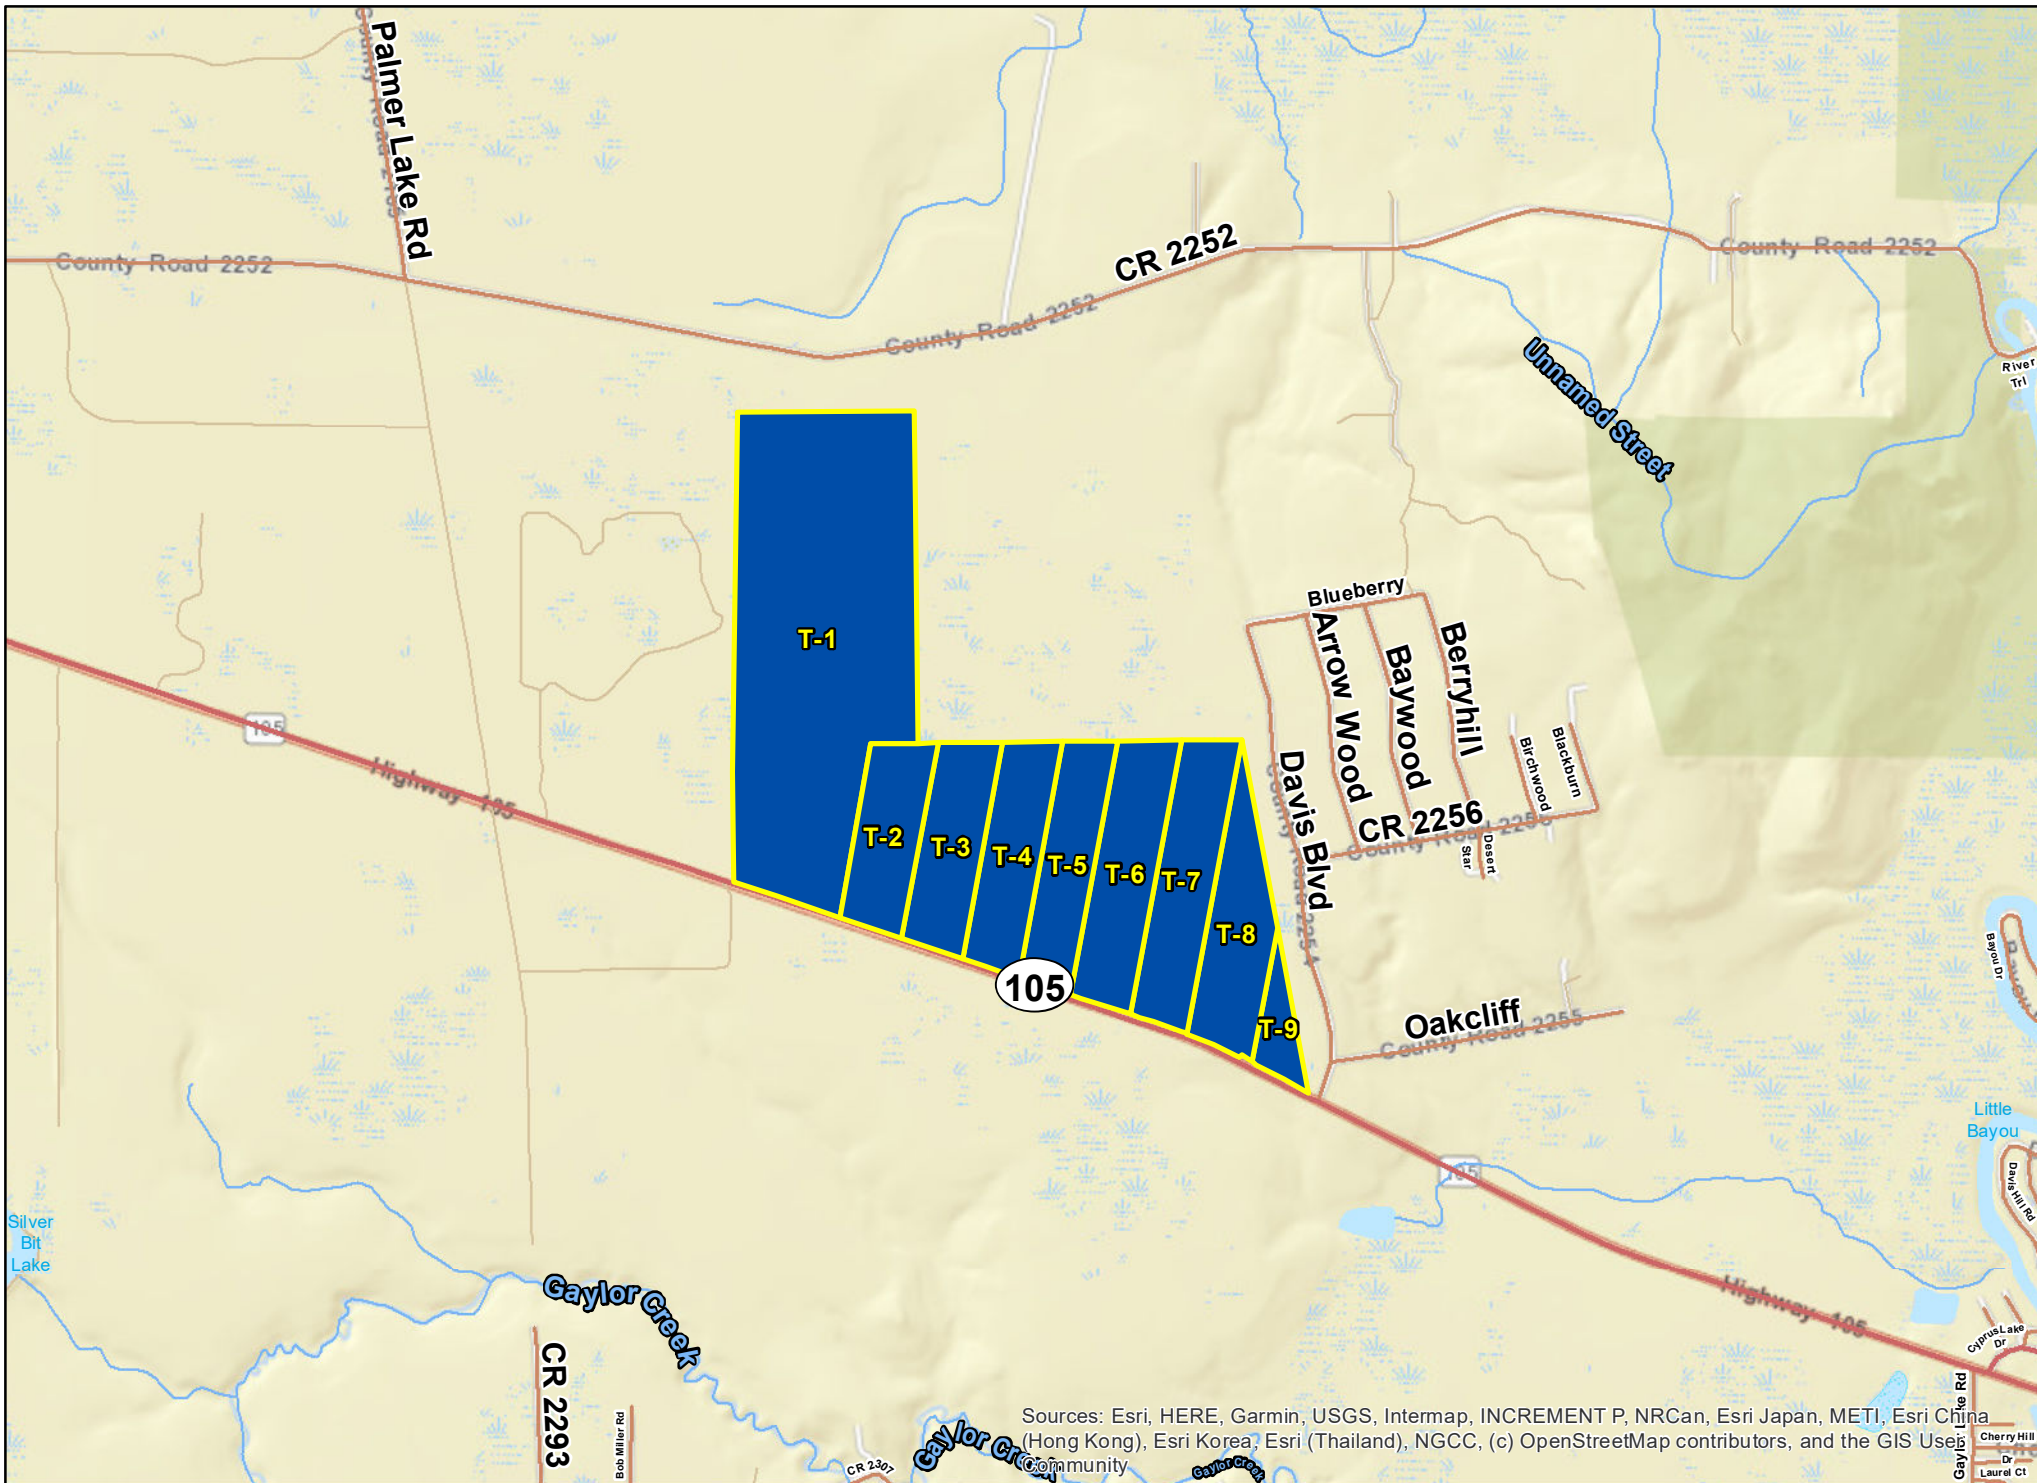 Palmer Lake Rd
County Road 2252
CR 2252
County Road 2252
County Road 2252
River
Trl
Unnamed Street
T-1
Blueberry
Arrow Wood
Baywood
Berryhill
Birchwood
Blackburn
105
Highway 105
Davis Blvd
CR 2256
Star
Desert
T-2
T-3
T-4
T-5
T-6
T-7
T-8
T-9
105
Bayou Dr
Oakcliff
County Road 2255
Little
Bayou
105
Davis Hill Rd
Silver
Bit
Lake
Gaylor Creek
Highway 105
Cyprus Lake
Dr
CR 2293
Bob Miller Rd
CR 2307
Gaylor Creek
Gaylor Creek
Gaylor Lake Rd
Cherry Hill
Dr
Laurel Ct
Sources: Esri, HERE, Garmin, USGS, Intermap, INCREMENT P, NRCan, Esri Japan, METI, Esri China
(Hong Kong), Esri Korea, Esri (Thailand), NGCC, (c) OpenStreetMap contributors, and the GIS User
Community